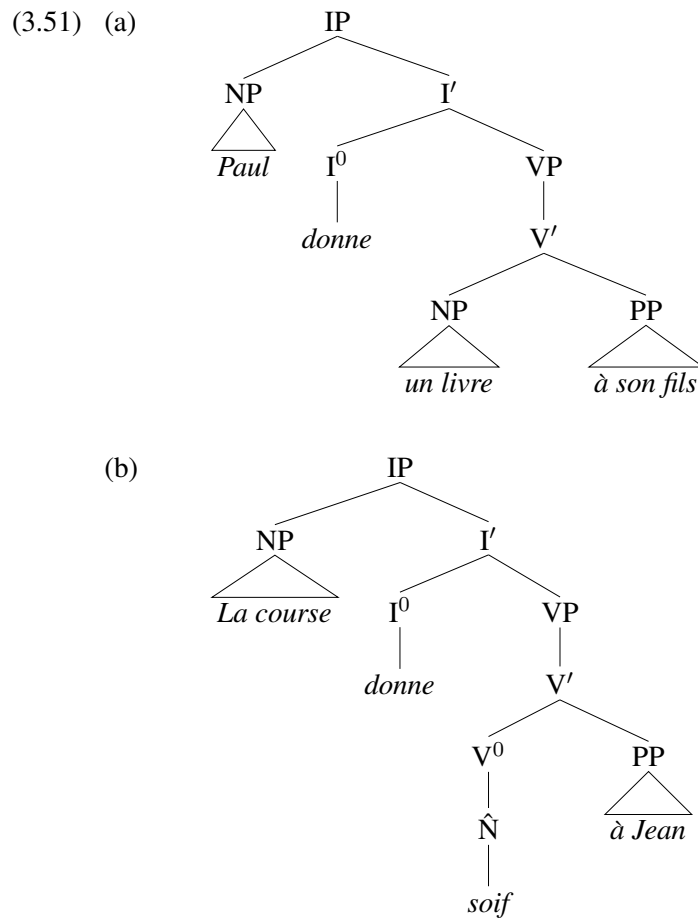 (3.51) (a) IP
NP I′
Paul I⁰ VP
donne V′
NP PP
un livre à son fils
(b) IP
NP I′
La course I⁰ VP
donne V′
V⁰ PP
N̂ à Jean
soif